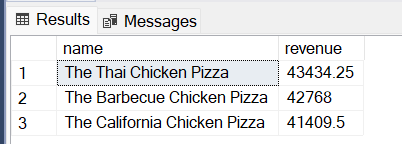 Results Messages
name revenue
1 The Thai Chicken Pizza 43434.25
2 The Barbecue Chicken Pizza 42768
3 The California Chicken Pizza 41409.5